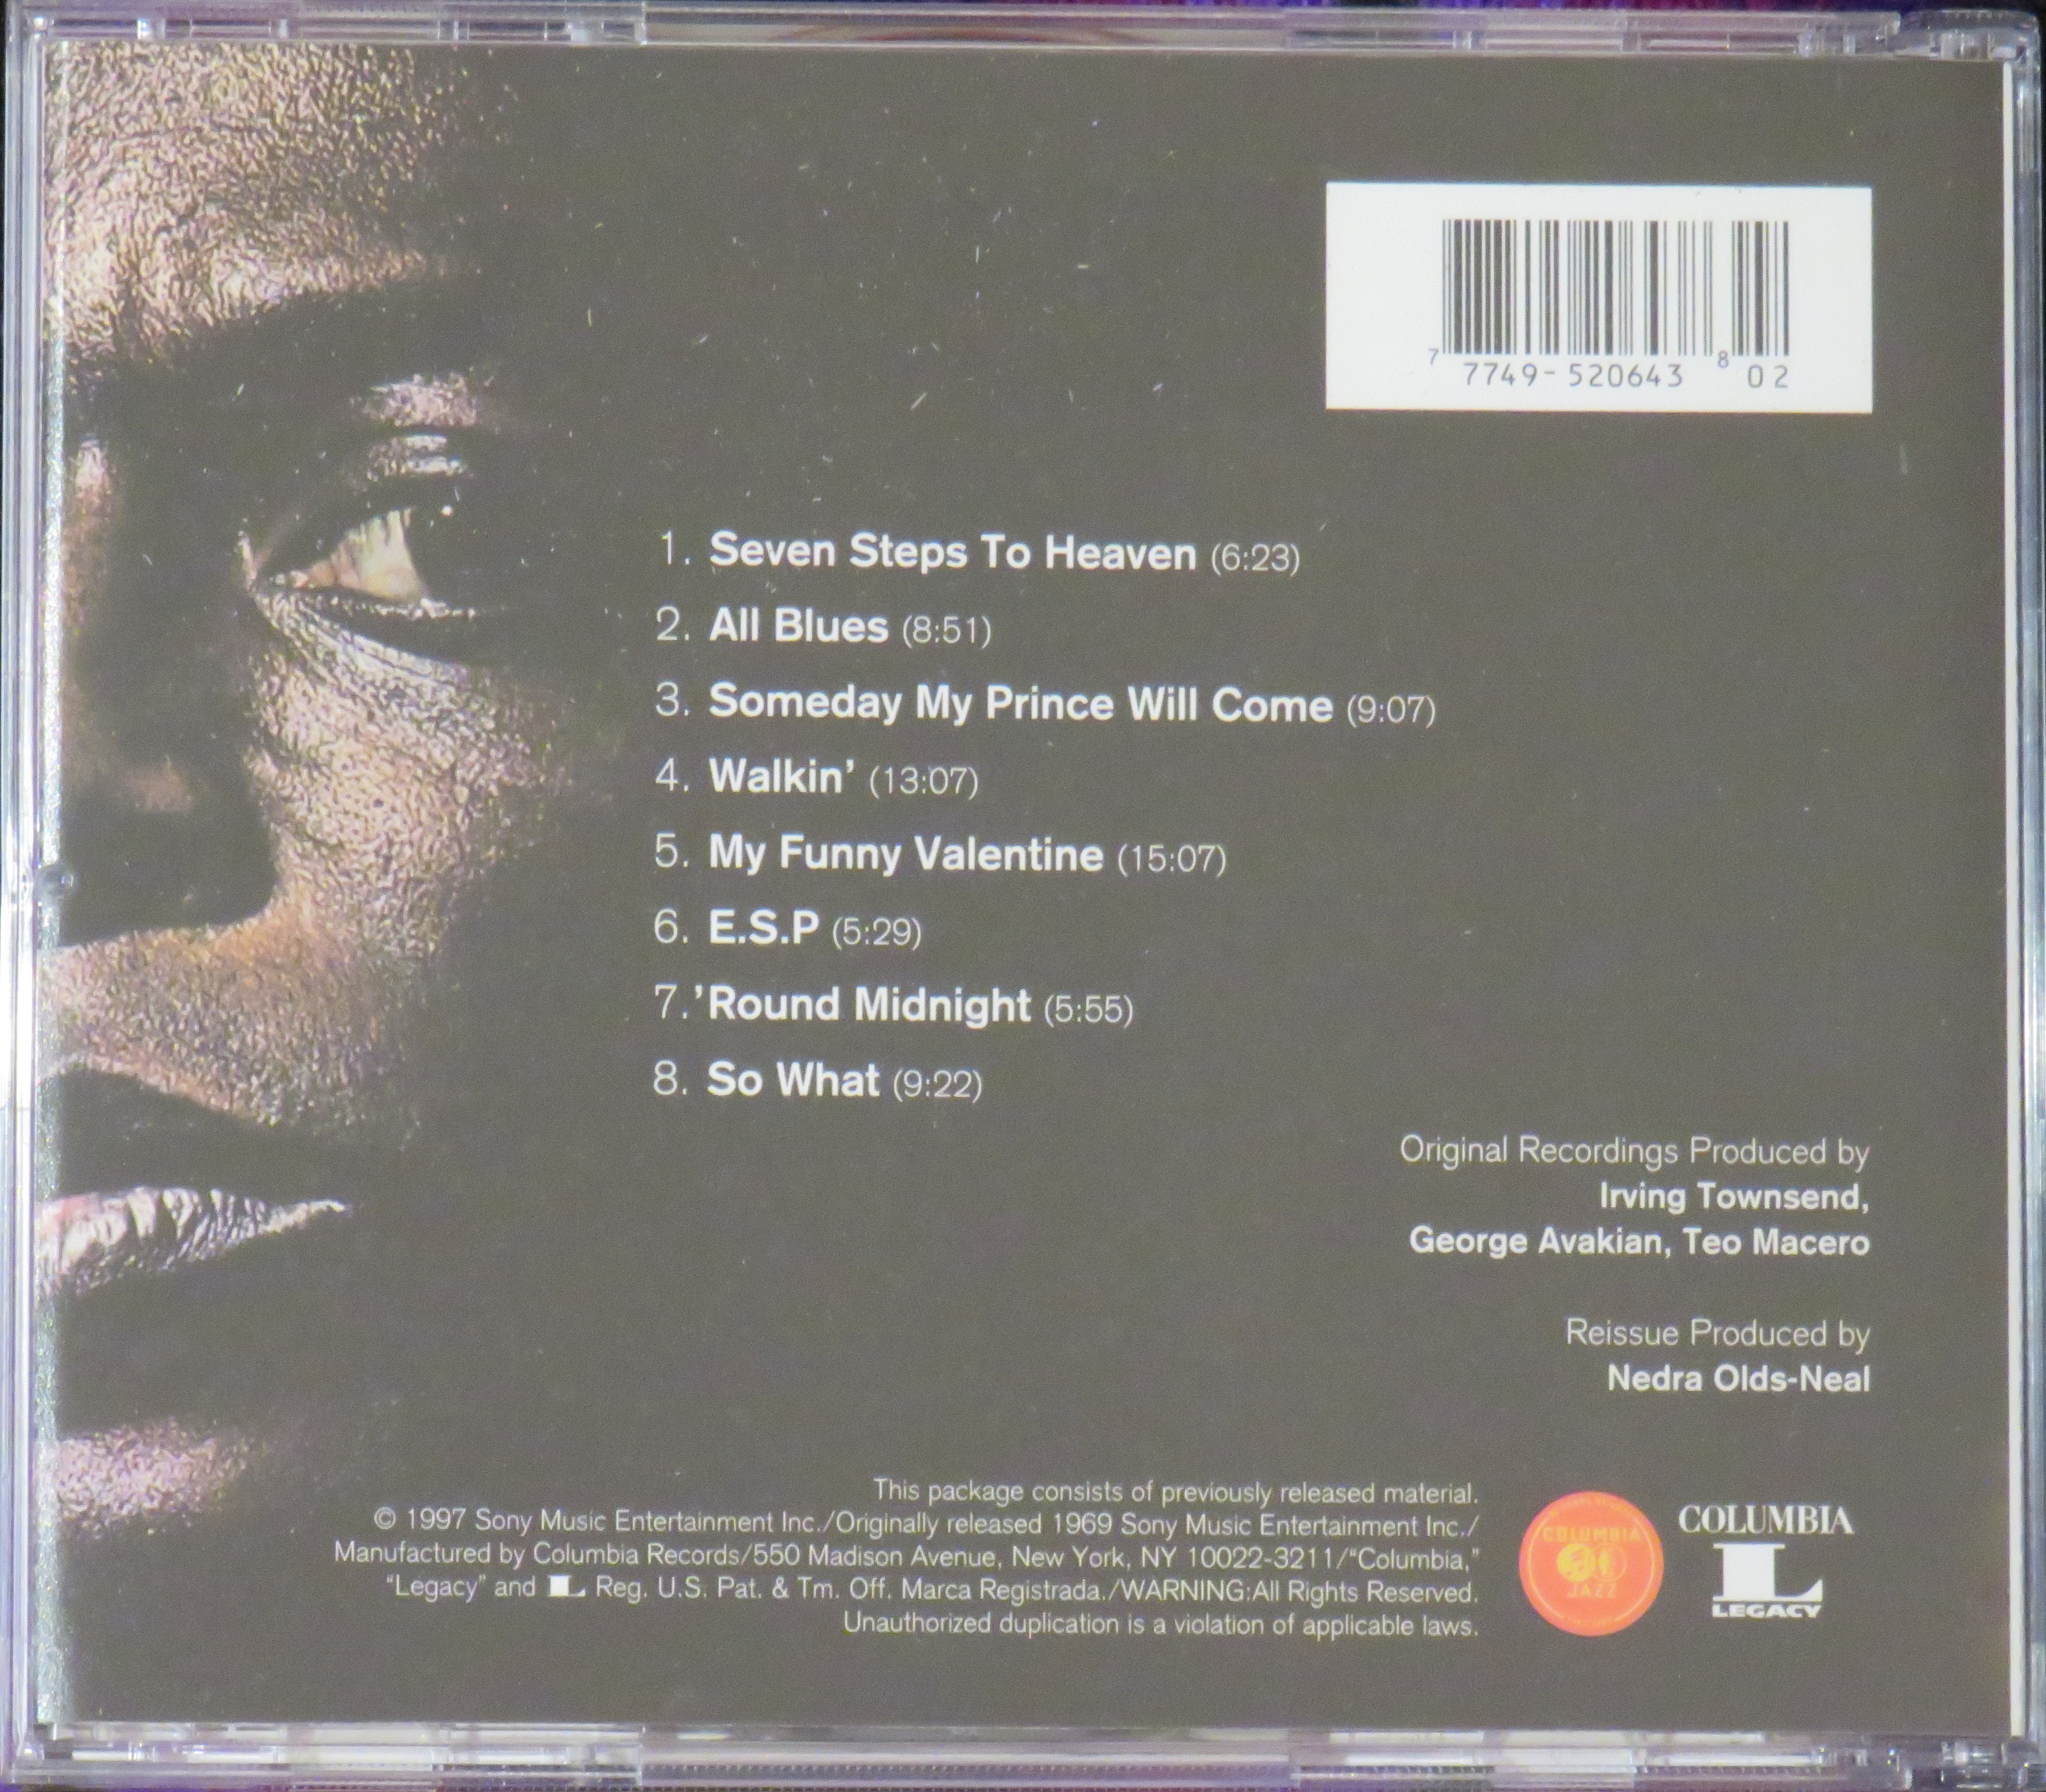 7 7749-520643 8 02
1. Seven Steps To Heaven (6:23)
2. All Blues (8:51)
3. Someday My Prince Will Come (9:07)
4. Walkin' (13:07)
5. My Funny Valentine (15:07)
6. E.S.P (5:29)
7. 'Round Midnight (5:55)
8. So What (9:22)
Original Recordings Produced by
Irving Townsend,
George Avakian, Teo Macero
Reissue Produced by
Nedra Olds-Neal
This package consists of previously released material.
© 1997 Sony Music Entertainment Inc./Originally released 1969 Sony Music Entertainment Inc./
Manufactured by Columbia Records/550 Madison Avenue, New York, NY 10022-3211/"Columbia,"
"Legacy" and L Reg. U.S. Pat. & Tm. Off. Marca Registrada./WARNING:All Rights Reserved.
Unauthorized duplication is a violation of applicable laws.
COLUMBIA
JAZZ
COLUMBIA
L
LEGACY